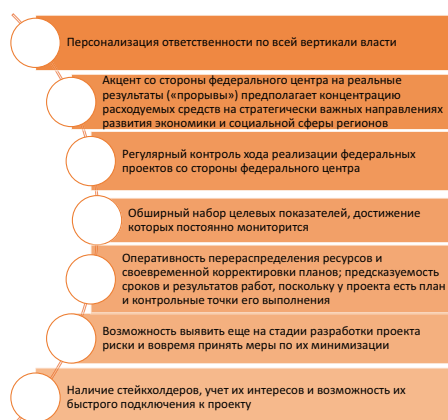 Персонализация ответственности по всей вертикали власти
Акцент со стороны федерального центра на реальные
результаты («прорывы») предполагает концентрацию
расходуемых средств на стратегически важных направлениях
развития экономики и социальной сферы регионов
Регулярный контроль хода реализации федеральных
проектов со стороны федерального центра
Обширный набор целевых показателей, достижение
которых постоянно мониторится
Оперативность перераспределения ресурсов и
своевременной корректировки планов; предсказуемость
сроков и результатов работ, поскольку у проекта есть план
и контрольные точки его выполнения
Возможность выявить еще на стадии разработки проекта
риски и вовремя принять меры по их минимизации
Наличие стейкхолдеров, учет их интересов и возможность их
быстрого подключения к проекту